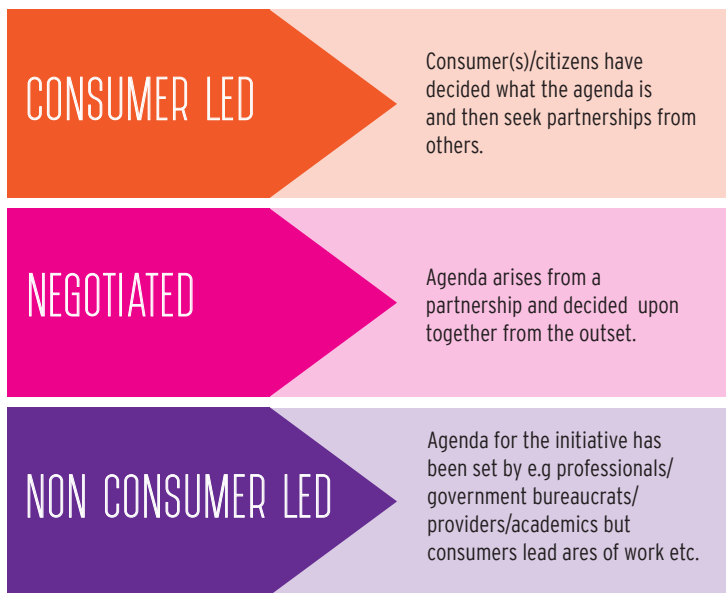 CONSUMER LED
Consumer(s)/citizens have
decided what the agenda is
and then seek partnerships from
others.
NEGOTIATED
Agenda arises from a
partnership and decided upon
together from the outset.
NON CONSUMER LED
Agenda for the initiative has
been set by e.g professionals/
government bureaucrats/
providers/academics but
consumers lead ares of work etc.